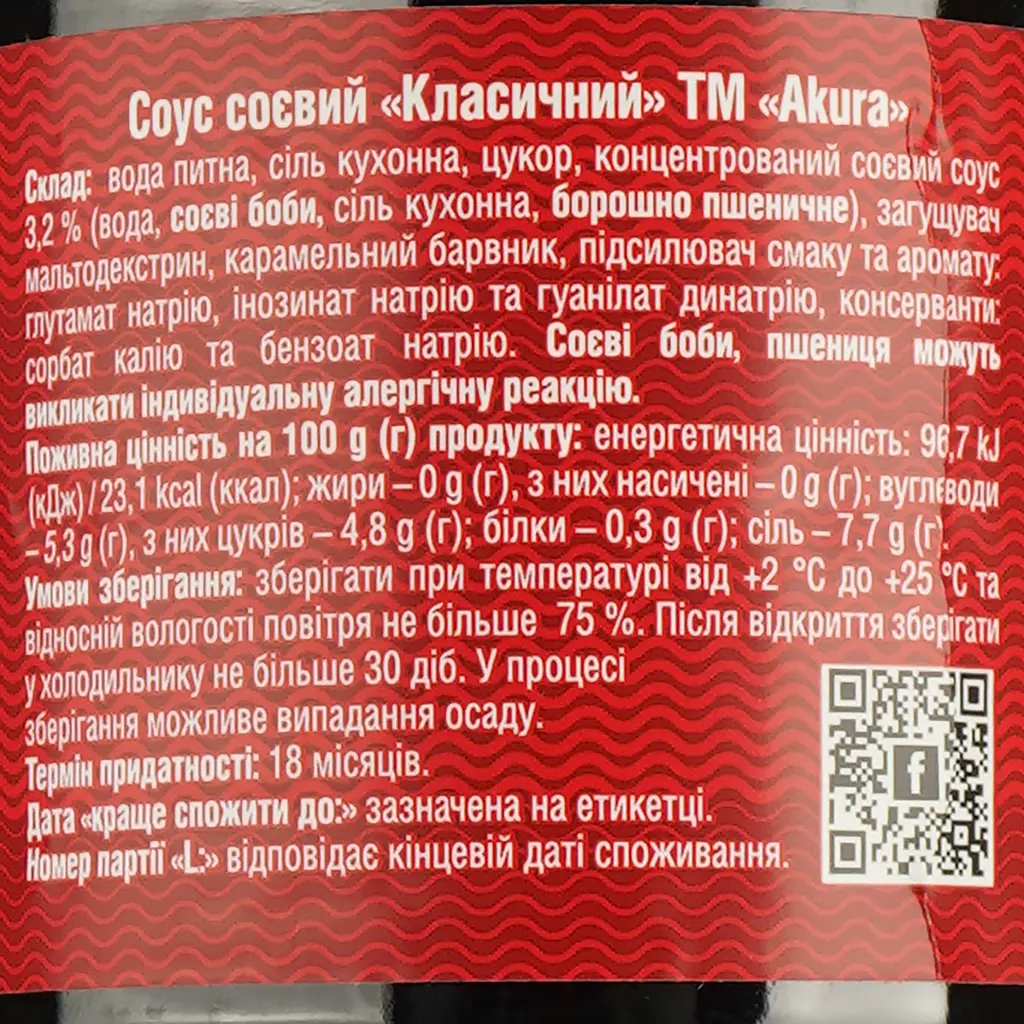 Соус соєвий «Класичний» ТМ «Akura»
Склад: вода питна, сіль кухонна, цукор, концентрований соєвий соус
3,2 % (вода, соєві боби, сіль кухонна, борошно пшеничне), загущувач
мальтодекстрин, карамельний барвник, підсилювач смаку та аромату:
глутамат натрію, інозинат натрію та гуанілат динатрію, консерванти:
сорбат калію та бензоат натрію. Соєві боби, пшениця можуть
викликати індивідуальну алергічну реакцію.
Поживна цінність на 100 g (г) продукту: енергетична цінність: 96,7 kJ
(кДж) / 23,1 kcal (ккал); жири – 0 g (г), з них насичені – 0 g (г); вуглеводи
– 5,3 g (г), з них цукрів – 4,8 g (г); білки – 0,3 g (г); сіль – 7,7 g (г).
Умови зберігання: зберігати при температурі від +2 °С до +25 °С та
відносній вологості повітря не більше 75 %. Після відкриття зберігати
у холодильнику не більше 30 діб. У процесі
зберігання можливе випадання осаду.
Термін придатності: 18 місяців.
Дата «краще спожити до:» зазначена на етикетці.
Номер партії «L:» відповідає кінцевій даті споживання.